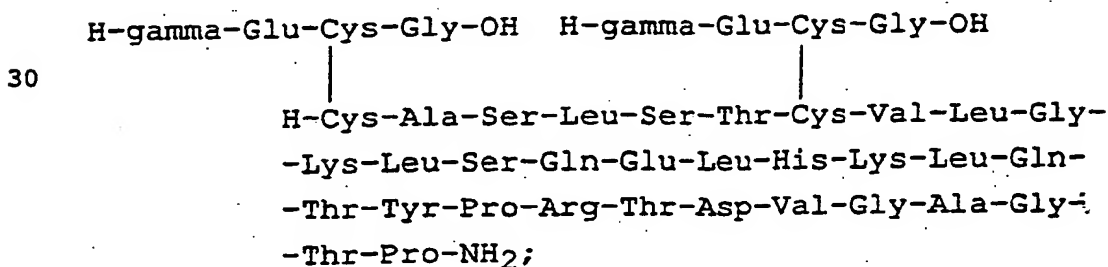 H-gamma-Glu-Cys-Gly-OH H-gamma-Glu-Cys-Gly-OH
30
H-Cys-Ala-Ser-Leu-Ser-Thr-Cys-Val-Leu-Gly-
-Lys-Leu-Ser-Gln-Glu-Leu-His-Lys-Leu-Gln-
-Thr-Tyr-Pro-Arg-Thr-Asp-Val-Gly-Ala-Gly-
-Thr-Pro-NH2;